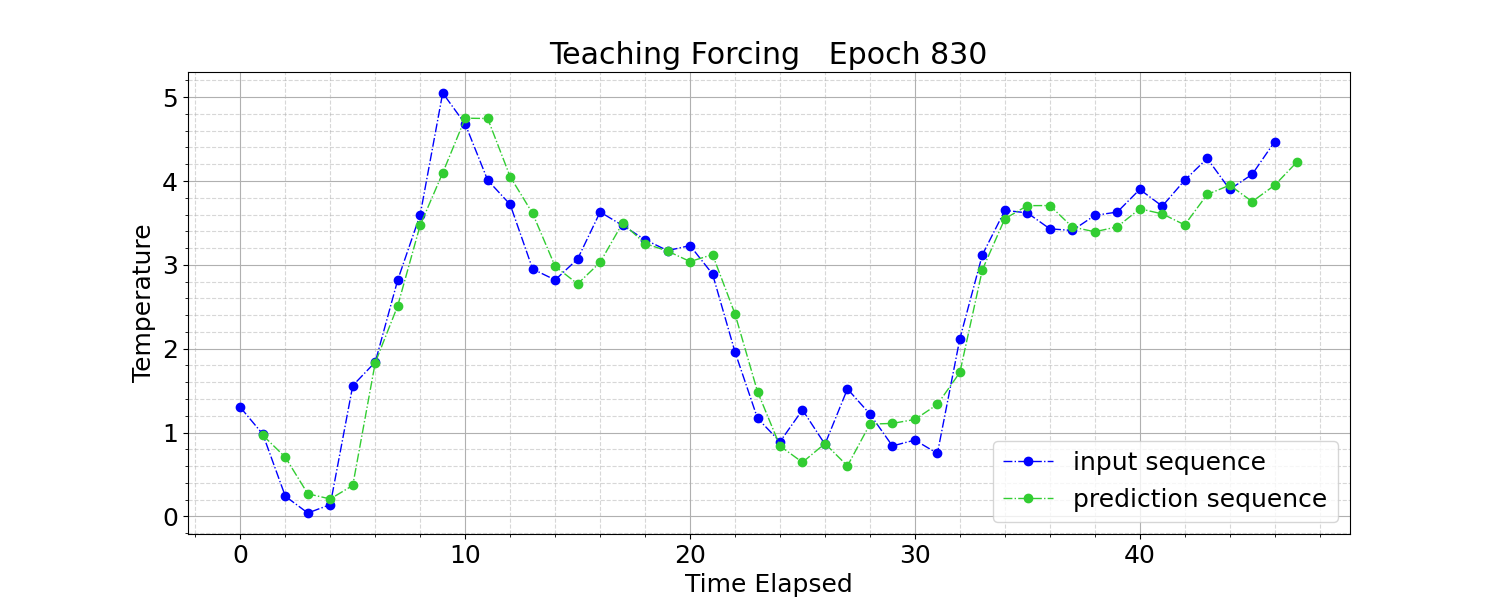 Teaching Forcing   Epoch 830
5
4
3
2
1
0
Temperature
0 10 20 30 40
Time Elapsed
input sequence
prediction sequence